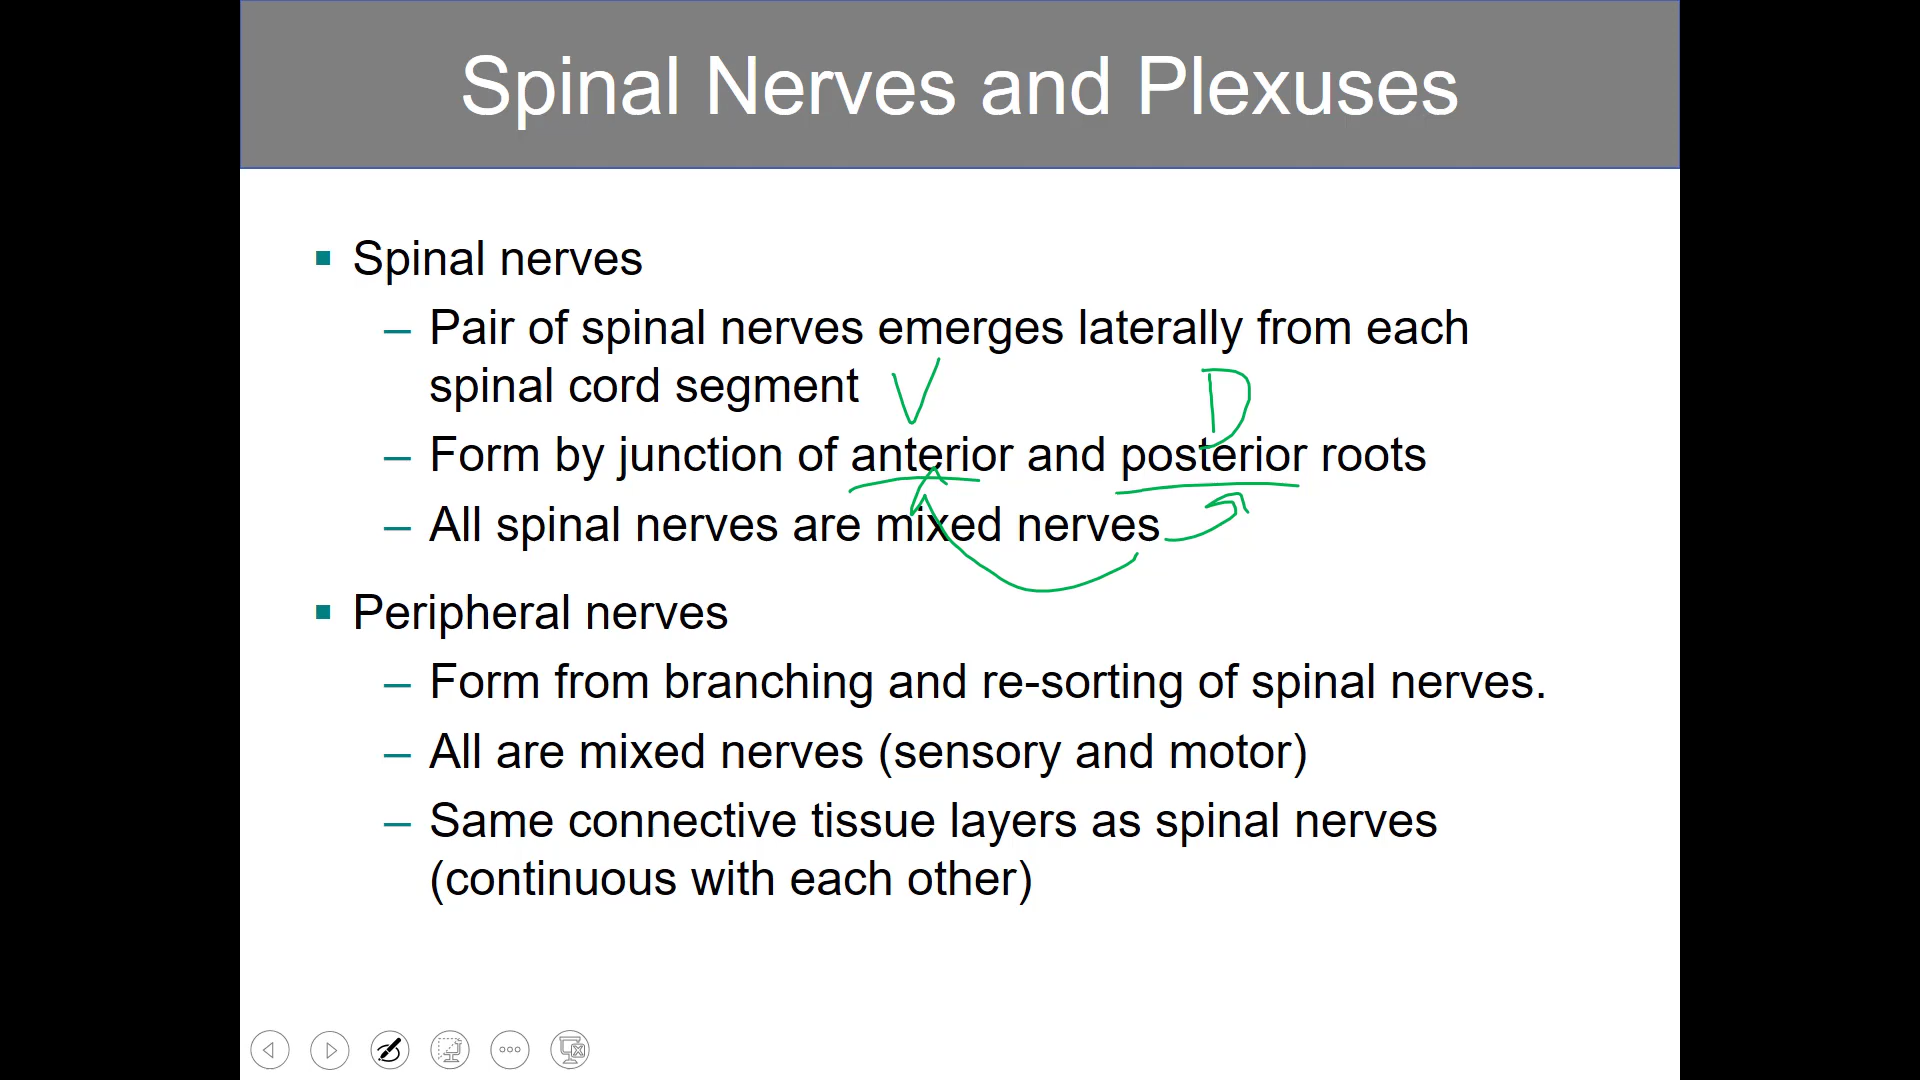 Spinal Nerves and Plexuses
Spinal nerves
– Pair of spinal nerves emerges laterally from each
spinal cord segment
V D
– Form by junction of anterior and posterior roots
– All spinal nerves are mixed nerves
Peripheral nerves
– Form from branching and re-sorting of spinal nerves.
– All are mixed nerves (sensory and motor)
– Same connective tissue layers as spinal nerves
(continuous with each other)